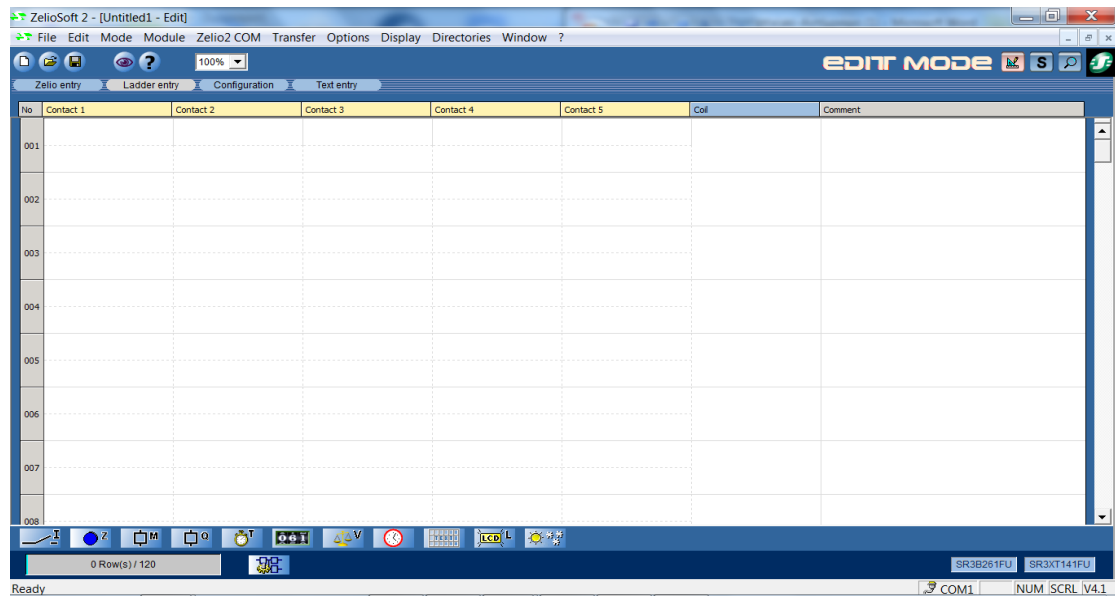 ZelioSoft 2 - [Untitled1 - Edit]
File Edit Mode Module Zelio2 COM Transfer Options Display Directories Window ?
100% EDIT MODE S
Zelio entry Ladder entry Configuration Text entry
No Contact 1 Contact 2 Contact 3 Contact 4 Contact 5 Coil Comment
001
002
003
004
005
006
007
008
I Z M Q T 061 V LCD L
0 Row(s) / 120 SR3B261FU SR3XT141FU
Ready COM1 NUM SCRL V4.1